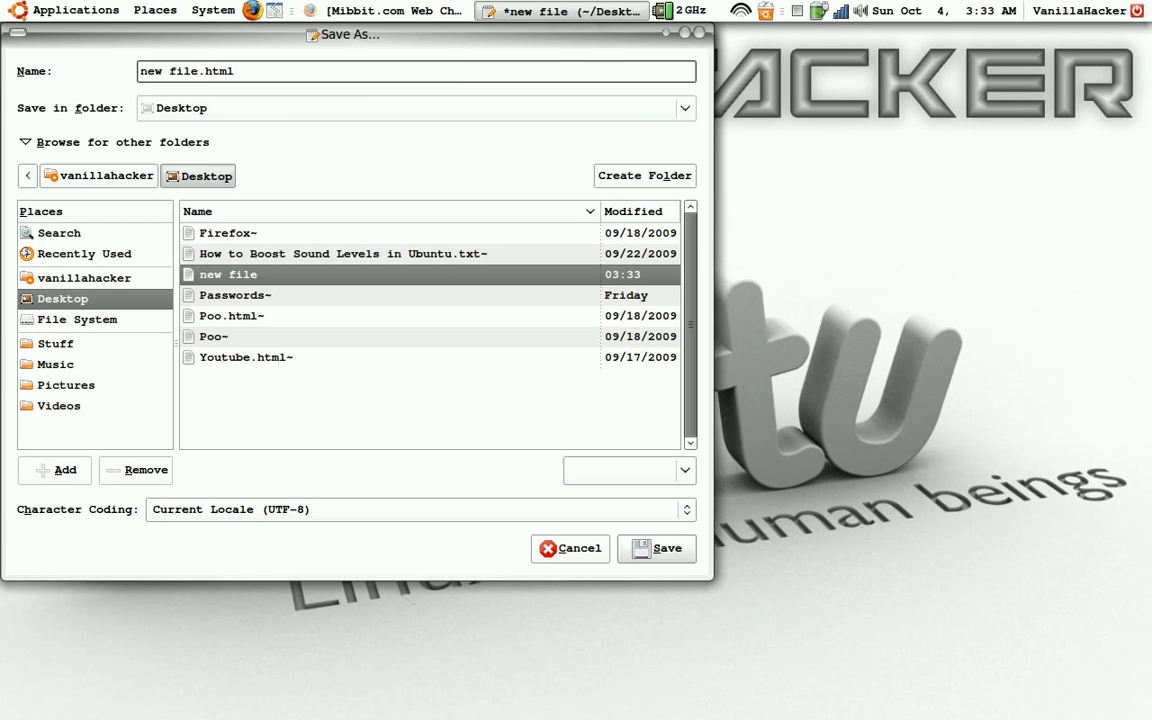 Applications Places System [Mibbit.com Web Ch... *new file (~/Deskt... 2 GHz Sun Oct 4, 3:33 AM VanillaHacker
Save As...
ACKER
Name: new file.html
Save in folder: Desktop
Browse for other folders
vanillahacker Desktop Create Folder
Places Name Modified
Search Firefox~ 09/18/2009
Recently Used How to Boost Sound Levels in Ubuntu.txt~ 09/22/2009
vanillahacker new file 03:33
Desktop Passwords~ Friday
File System Poo.html~ 09/18/2009
Stuff Poo~ 09/18/2009
Music Youtube.html~ 09/17/2009
Pictures
Videos
tu
Add Remove
Character Coding: Current Locale (UTF-8)
human beings
Cancel Save